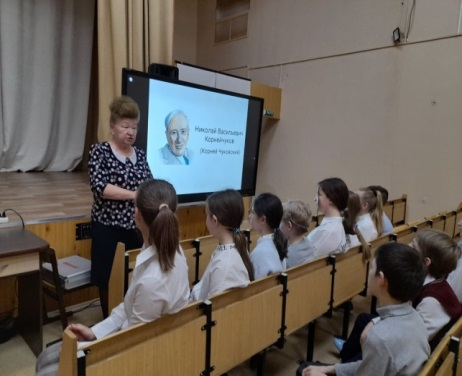 Николай Васильевич
Корнейчуков
(Корней Чуковский)